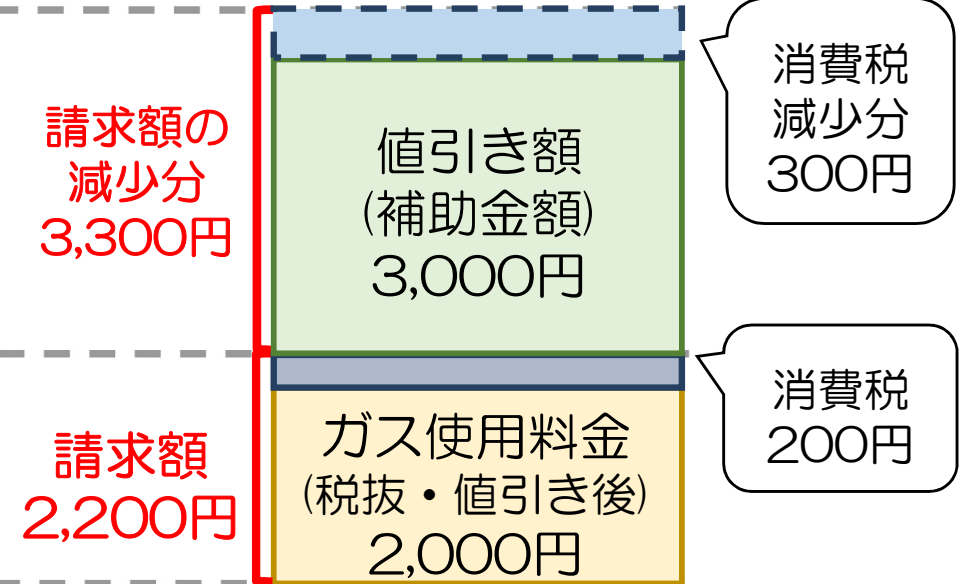 請求額の
減少分
3,300円
値引き額
(補助金額)
3,000円
消費税
減少分
300円
請求額
2,200円
ガス使用料金
(税抜・値引き後)
2,000円
消費税
200円